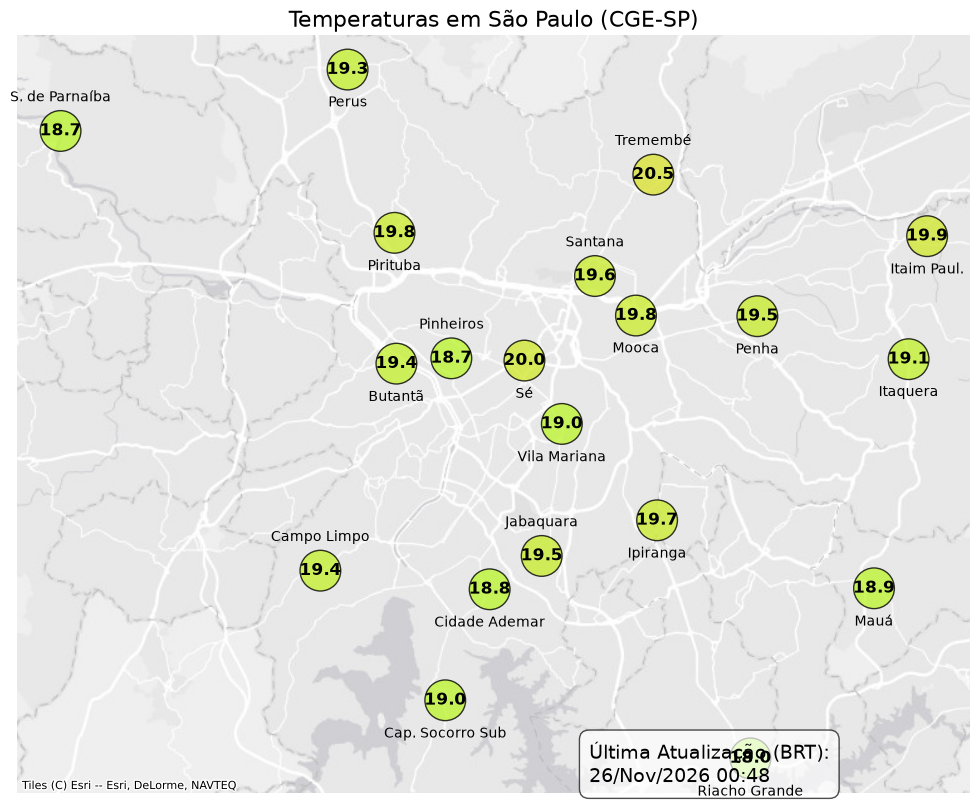 Temperaturas em São Paulo (CGE-SP)
19.3
Perus
S. de Parnaíba
18.7
Tremembé
20.5
19.8
Pirituba
Santana
19.6
19.9
Itaim Paul.
19.8
Mooca
19.5
Penha
Pinheiros
18.7
19.4
Butantã
20.0
Sé
19.1
Itaquera
19.0
Vila Mariana
Jabaquara
19.5
19.7
Ipiranga
Campo Limpo
19.4
18.8
Cidade Ademar
18.9
Mauá
19.0
Cap. Socorro Sub
Última Atualização (BRT):
26/Nov/2026 00:48
18.0
Riacho Grande
Tiles (C) Esri -- Esri, DeLorme, NAVTEQ